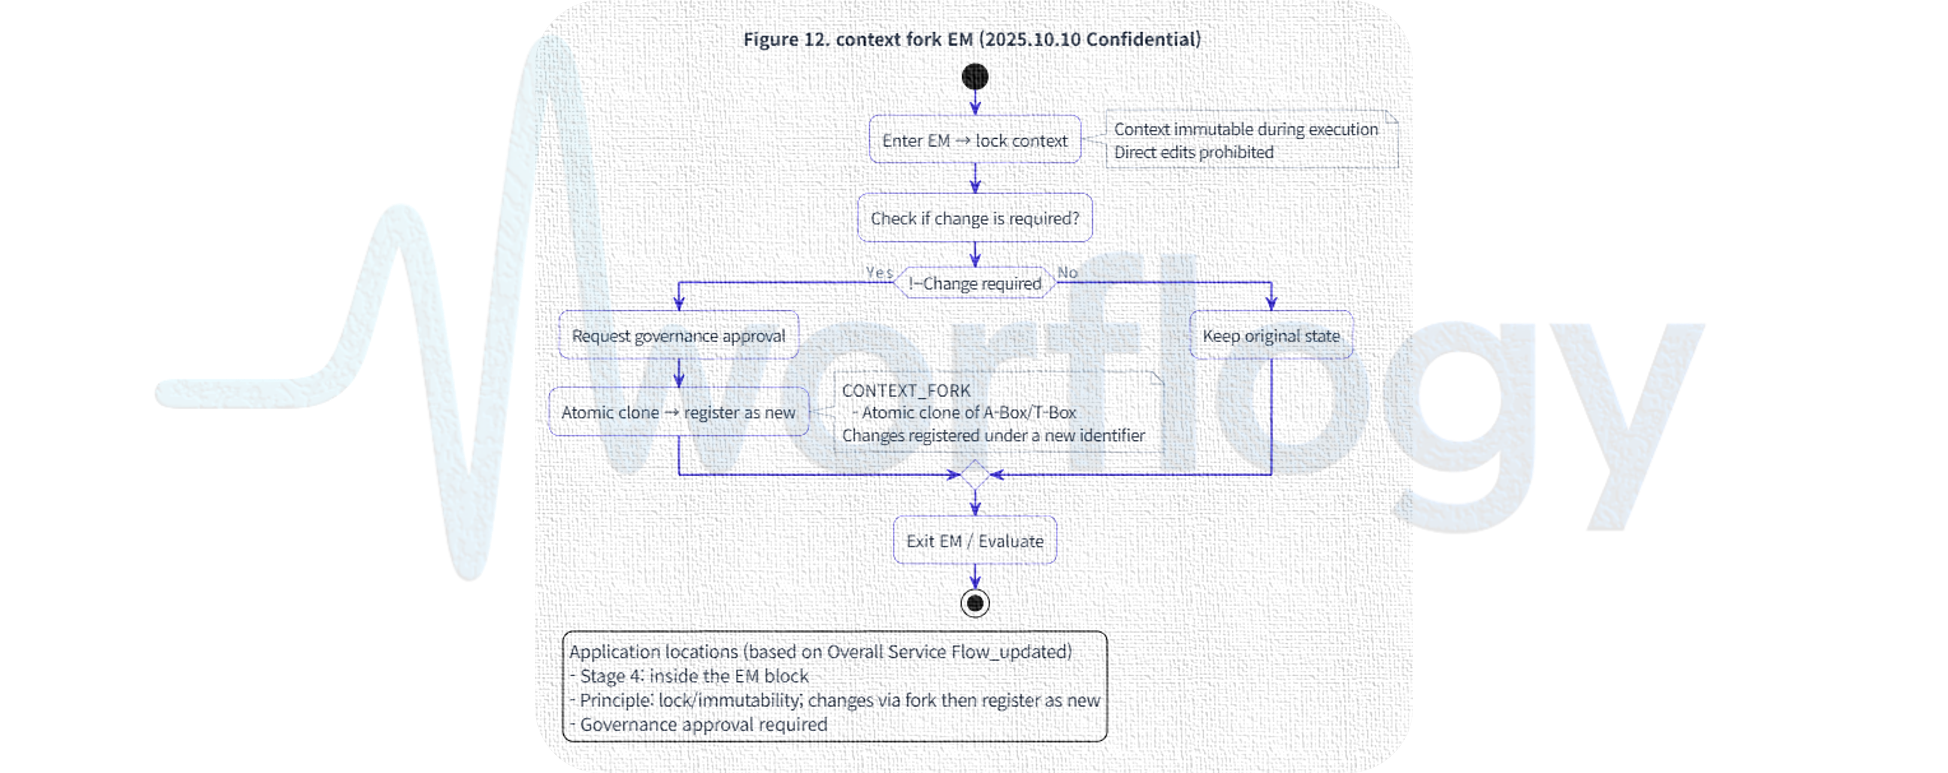 Figure 12. context fork EM (2025.10.10 Confidential)
Enter EM → lock context
Context immutable during execution
Direct edits prohibited
Check if change is required?
Yes
!~Change required
No
Request governance approval
Keep original state
Atomic clone → register as new
CONTEXT_FORK
- Atomic clone of A-Box/T-Box
Changes registered under a new identifier
Exit EM / Evaluate
Application locations (based on Overall Service Flow_updated)
- Stage 4: inside the EM block
- Principle: lock/immutability; changes via fork then register as new
- Governance approval required
worflogy